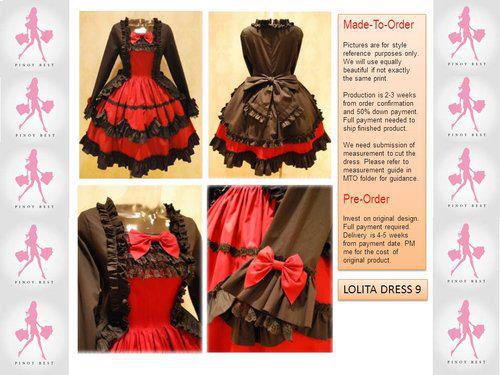 Made-To-Order
Pictures are for style
reference purposes only.
We will use equally
beautiful if not exactly
the same print.
Production is 2-3 weeks
from order confirmation
and 50% down payment.
Full payment needed to
ship finished product.
We need submission of
measurement to cut the
dress. Please refer to
measurement guide in
MTO folder for guidance.
Pre-Order
Invest on original design.
Full payment required.
Delivery is 4-5 weeks
from payment date. PM
me for the cost of
original product.
LOLITA DRESS 9
PINOY BEST
PINOY BEST
PINOY BEST
PINOY BEST
PINOY BEST
PINOY BEST
PINOY BEST
PINOY BEST
PINOY BEST
PINOY BEST